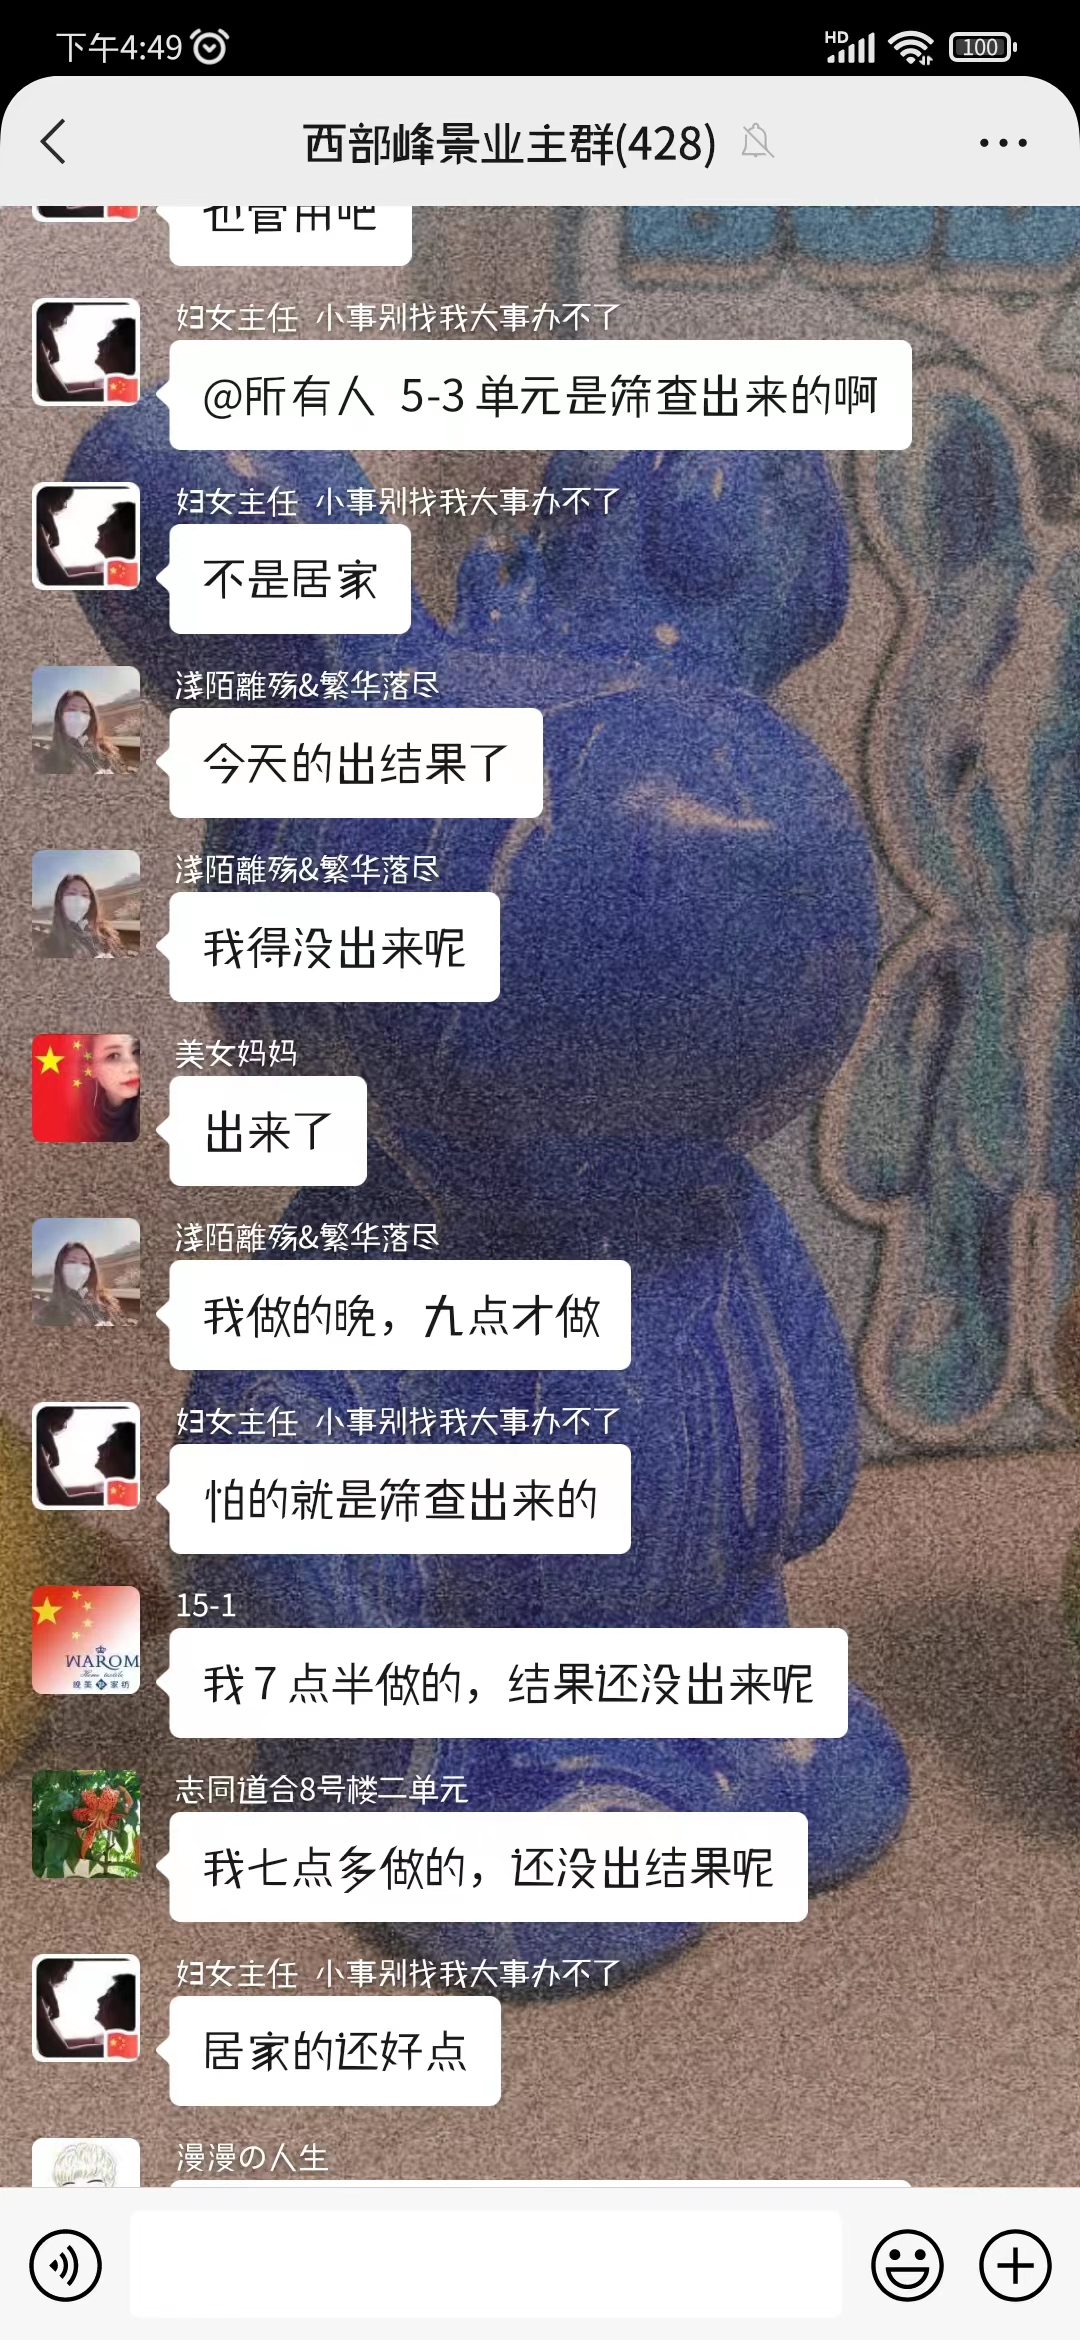 下午4:49
HD
100
西部峰景业主群(428)
也管用吧
妇女主任 小事别找我大事办不了
@所有人 5-3单元是筛查出来的啊
妇女主任 小事别找我大事办不了
不是居家
淺陌離殇&繁华落尽
今天的出结果了
淺陌離殇&繁华落尽
我得没出来呢
美女妈妈
出来了
淺陌離殇&繁华落尽
我做的晚，九点才做
妇女主任 小事别找我大事办不了
怕的就是筛查出来的
15-1
WAROM
我7点半做的，结果还没出来呢
志同道合8号楼二单元
我七点多做的，还没出结果呢
妇女主任 小事别找我大事办不了
居家的还好点
漫漫の人生